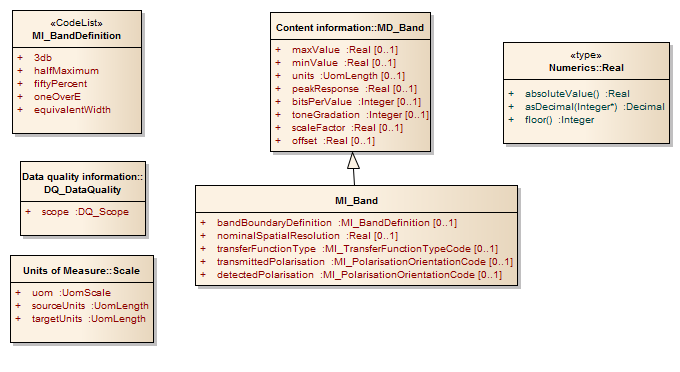 «CodeList»
MI_BandDefinition
+ 3db
+ halfMaximum
+ fiftyPercent
+ oneOverE
+ equivalentWidth
Data quality information::
DQ_DataQuality
+ scope :DQ_Scope
Units of Measure::Scale
+ uom :UomScale
+ sourceUnits :UomLength
+ targetUnits :UomLength
Content information::MD_Band
+ maxValue :Real [0..1]
+ minValue :Real [0..1]
+ units :UomLength [0..1]
+ peakResponse :Real [0..1]
+ bitsPerValue :Integer [0..1]
+ toneGradation :Integer [0..1]
+ scaleFactor :Real [0..1]
+ offset :Real [0..1]
MI_Band
+ bandBoundaryDefinition :MI_BandDefinition [0..1]
+ nominalSpatialResolution :Real [0..1]
+ transferFunctionType :MI_TransferFunctionTypeCode [0..1]
+ transmittedPolarisation :MI_PolarisationOrientationCode [0..1]
+ detectedPolarisation :MI_PolarisationOrientationCode [0..1]
«type»
Numerics::Real
+ absoluteValue() :Real
+ asDecimal(Integer*) :Decimal
+ floor() :Integer